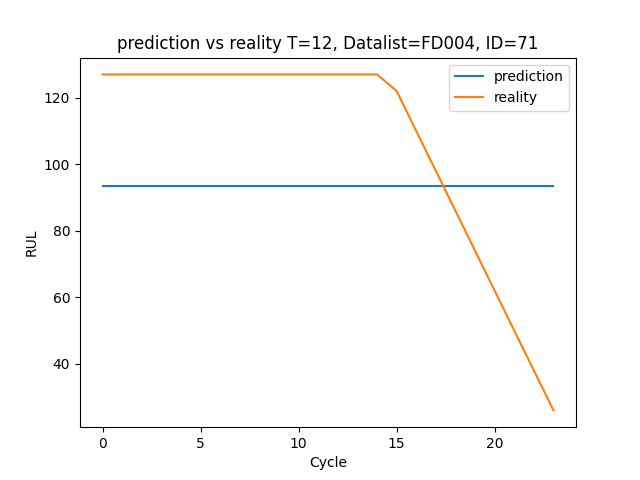 prediction vs reality T=12, Datalist=FD004, ID=71
prediction
reality
RUL
120
100
80
60
40
0 5 10 15 20
Cycle